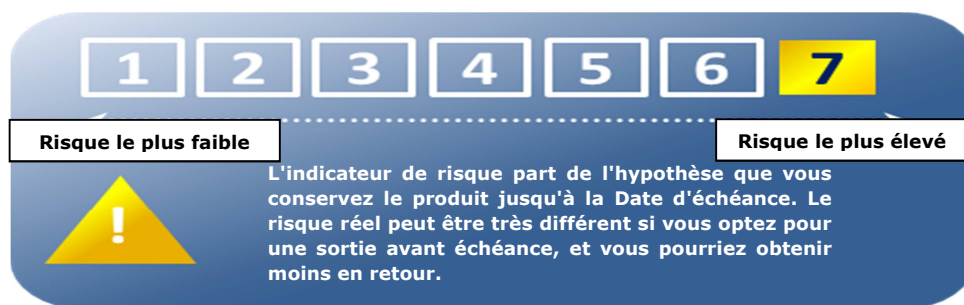 1 2 3 4 5 6 7
Risque le plus faible
Risque le plus élevé
L'indicateur de risque part de l'hypothèse que vous
conservez le produit jusqu'à la Date d'échéance. Le
risque réel peut être très différent si vous optez pour
une sortie avant échéance, et vous pourriez obtenir
moins en retour.
!